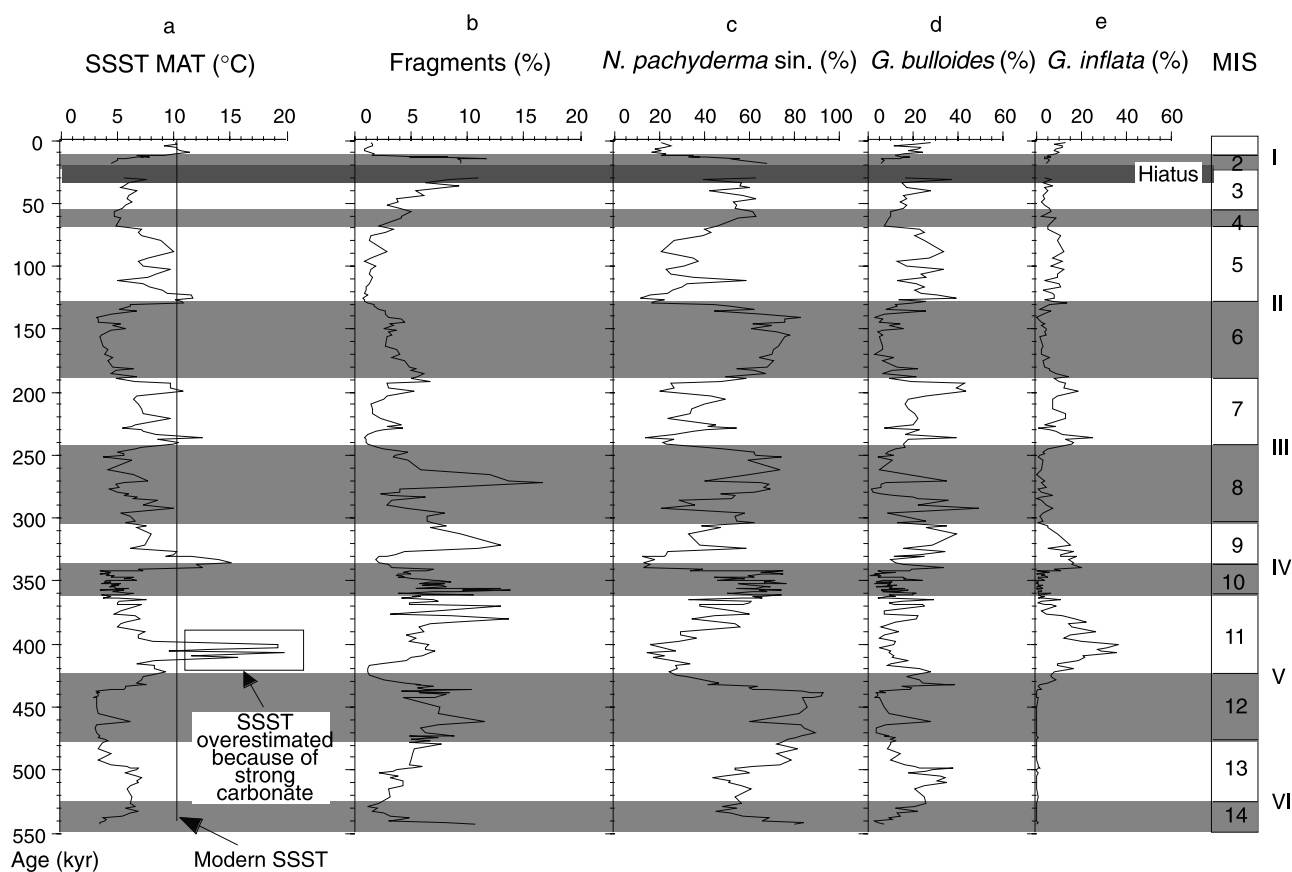 a b c d e
SSST MAT (°C) Fragments (%) N. pachyderma sin. (%) G. bulloides (%) G. inflata (%) MIS
0 5 10 15 20 0 5 10 15 20 0 20 40 60 80 100 0 20 40 60 0 20 40 60
0
I
2
Hiatus
3
50
4
5
100
II
150
6
200
7
250
III
8
300
9
IV
350
10
11
400
V
SSST
overestimated
because of
strong
carbonate
450
12
500
13
VI
14
550
Age (kyr)
Modern SSST